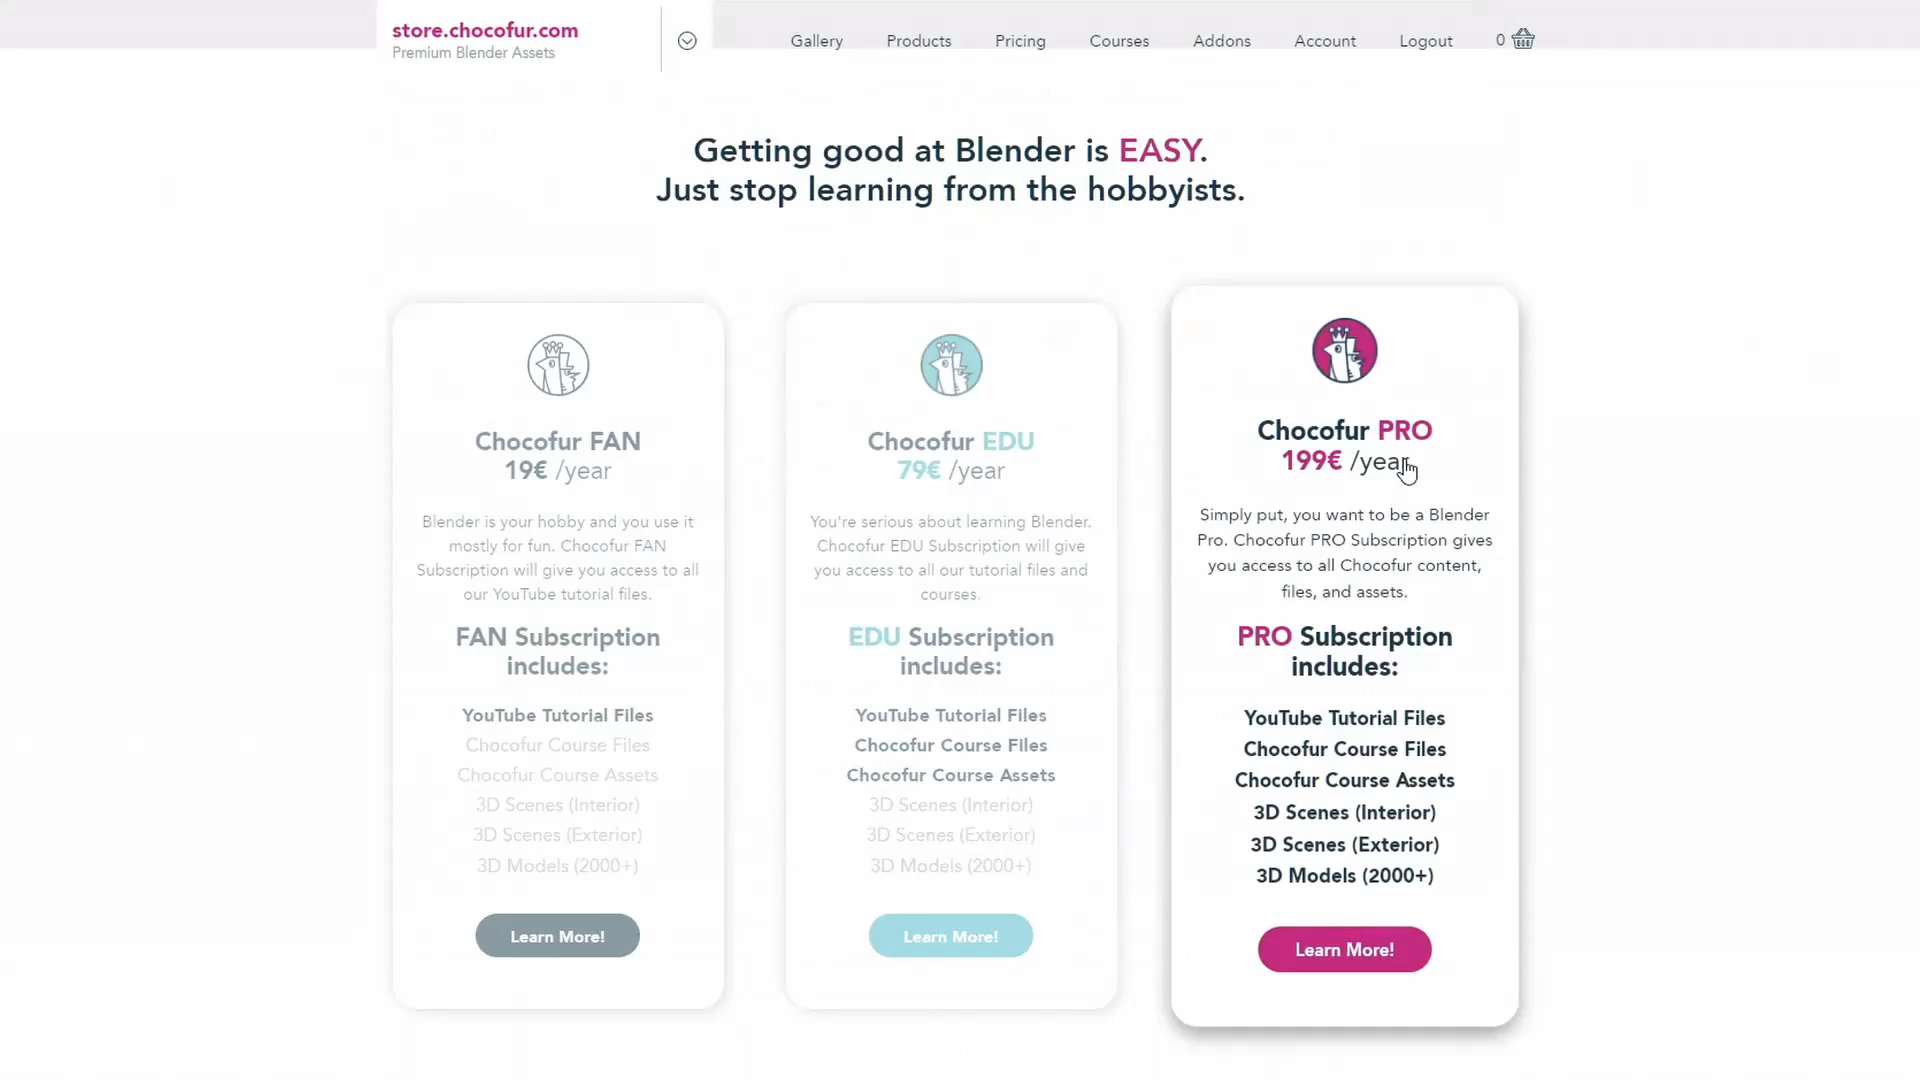 store.chocofur.com
Premium Blender Assets
Gallery
Products
Pricing
Courses
Addons
Account
Logout
0
Getting good at Blender is EASY.
Just stop learning from the hobbyists.
Chocofur FAN
19€ /year
Blender is your hobby and you use it
mostly for fun. Chocofur FAN
Subscription will give you access to all
our YouTube tutorial files.
FAN Subscription
includes:
YouTube Tutorial Files
Chocofur Course Files
Chocofur Course Assets
3D Scenes (Interior)
3D Scenes (Exterior)
3D Models (2000+)
Learn More!
Chocofur EDU
79€ /year
You're serious about learning Blender.
Chocofur EDU Subscription will give
you access to all our tutorial files and
courses.
EDU Subscription
includes:
YouTube Tutorial Files
Chocofur Course Files
Chocofur Course Assets
3D Scenes (Interior)
3D Scenes (Exterior)
3D Models (2000+)
Learn More!
Chocofur PRO
199€ /year
Simply put, you want to be a Blender
Pro. Chocofur PRO Subscription gives
you access to all Chocofur content,
files, and assets.
PRO Subscription
includes:
YouTube Tutorial Files
Chocofur Course Files
Chocofur Course Assets
3D Scenes (Interior)
3D Scenes (Exterior)
3D Models (2000+)
Learn More!